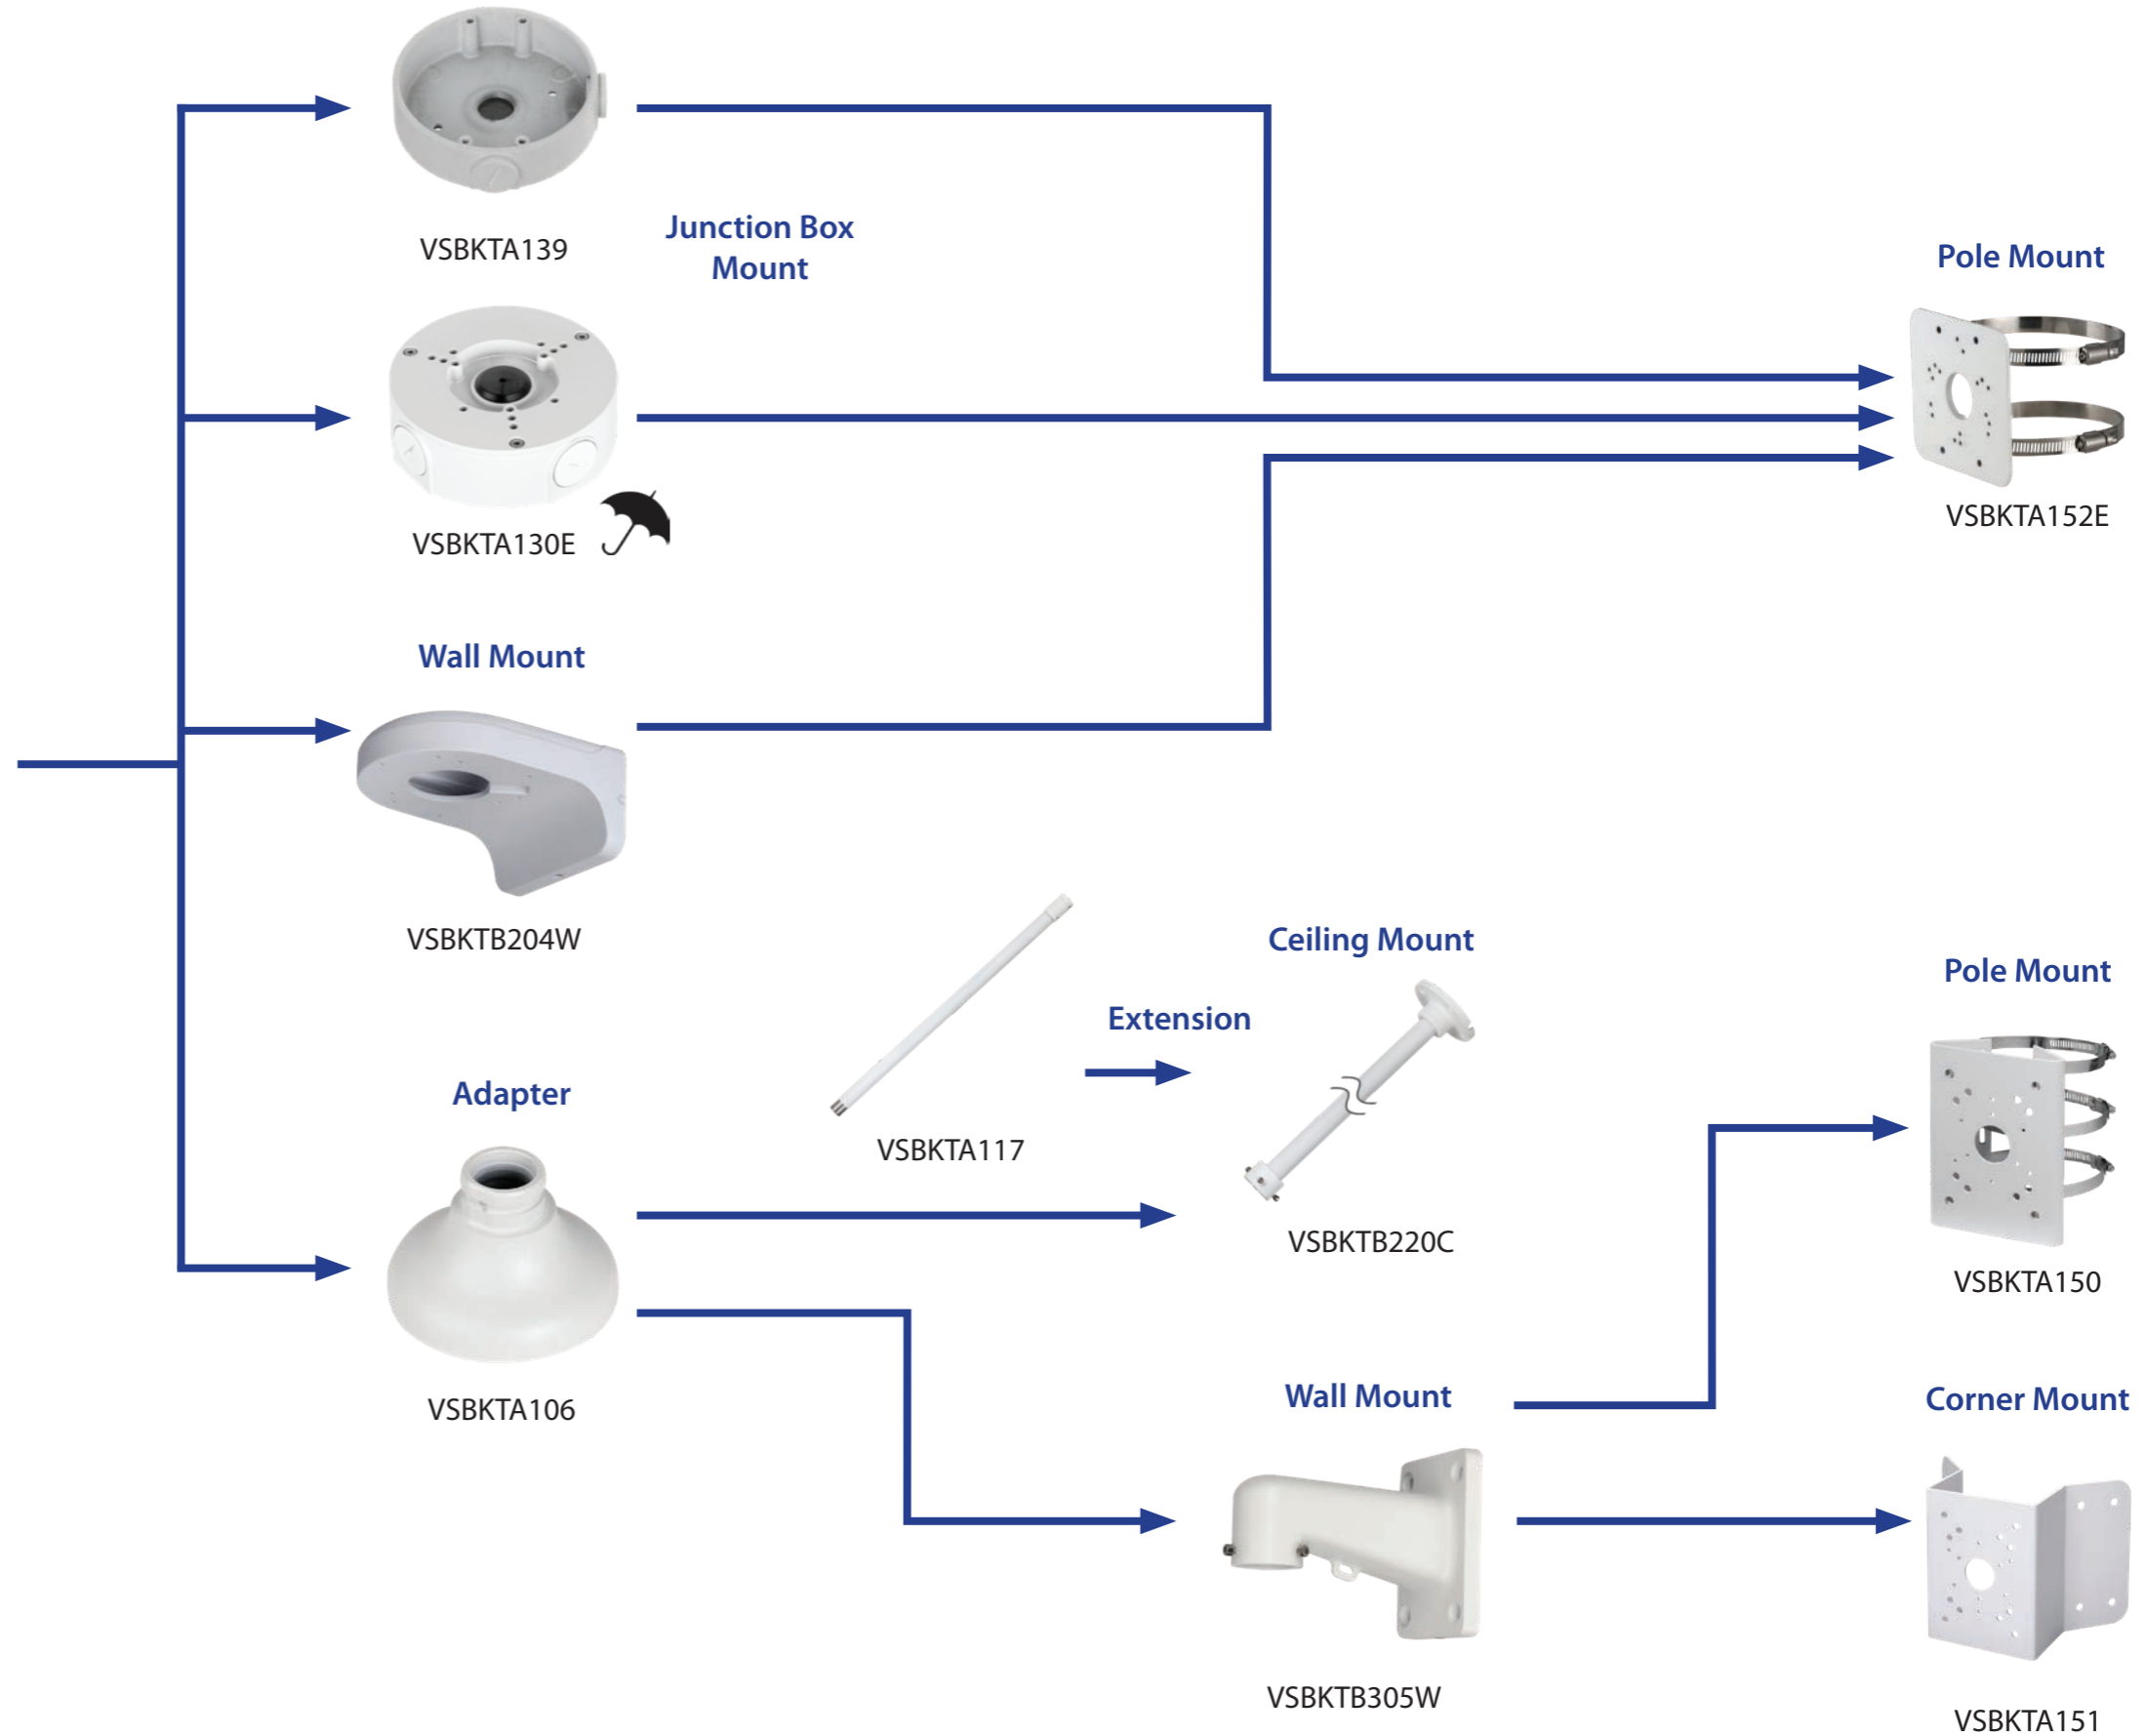 VSBKTA139
Junction Box
Mount
Pole Mount
VSBKTA152E
VSBKTA130E
Wall Mount
VSBKTB204W
Ceiling Mount
Extension
Pole Mount
Adapter
VSBKTA117
VSBKTB220C
VSBKTA150
VSBKTA106
Wall Mount
Corner Mount
VSBKTB305W
VSBKTA151